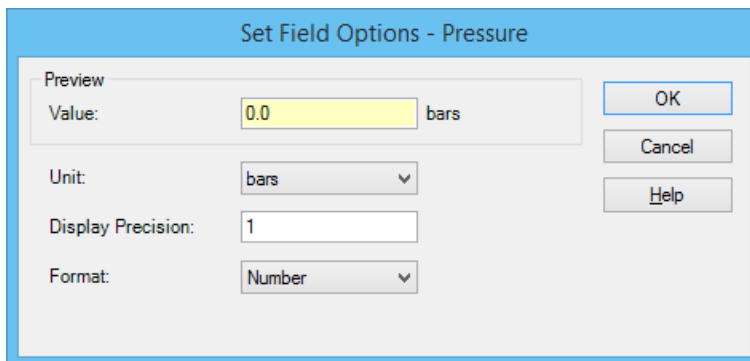 Set Field Options - Pressure
Preview
Value: 0.0 bars
OK
Cancel
Unit: bars
Help
Display Precision: 1
Format: Number